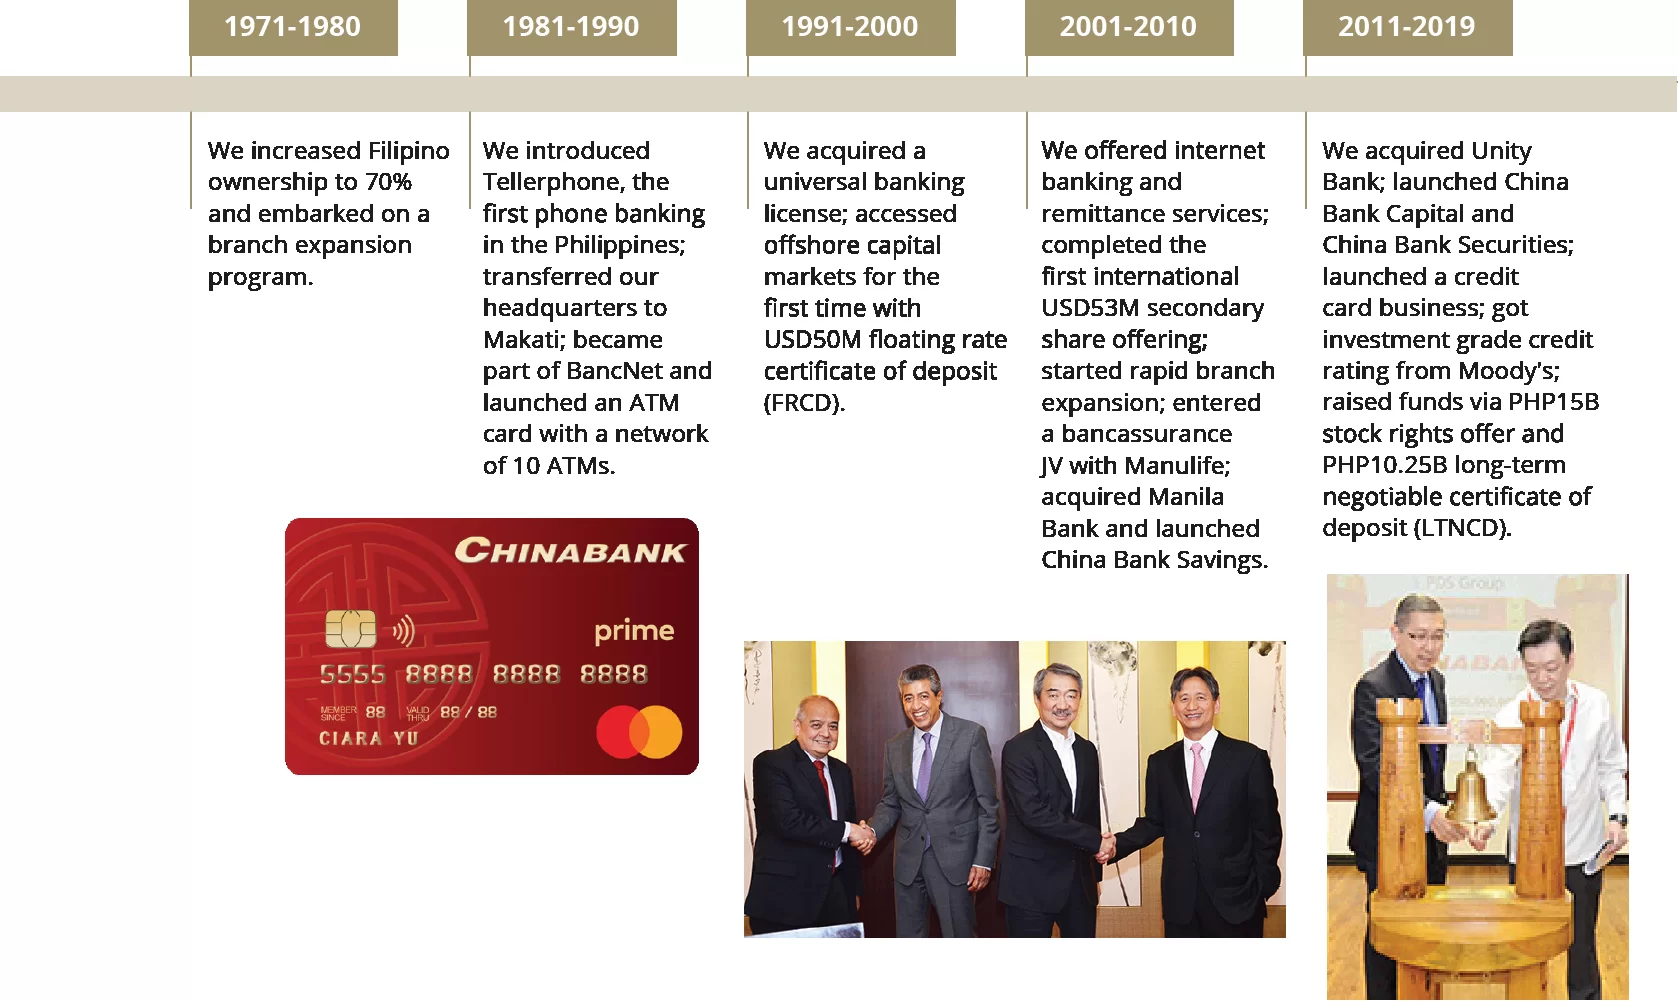 1971-1980
We increased Filipino
ownership to 70%
and embarked on a
branch expansion
program.
1981-1990
We introduced
Tellerphone, the
first phone banking
in the Philippines;
transferred our
headquarters to
Makati; became
part of BancNet and
launched an ATM
card with a network
of 10 ATMs.
1991-2000
We acquired a
universal banking
license; accessed
offshore capital
markets for the
first time with
USD50M floating rate
certificate of deposit
(FRCD).
2001-2010
We offered internet
banking and
remittance services;
completed the
first international
USD53M secondary
share offering;
started rapid branch
expansion; entered
a bancassurance
JV with Manulife;
acquired Manila
Bank and launched
China Bank Savings.
2011-2019
We acquired Unity
Bank; launched China
Bank Capital and
China Bank Securities;
launched a credit
card business; got
investment grade credit
rating from Moody's;
raised funds via PHP15B
stock rights offer and
PHP10.25B long-term
negotiable certificate of
deposit (LTNCD).
CHINABANK
prime
5555 8888 8888 8888
MEMBER SINCE 88 VALID THRU 88/88
CIARA YU
PDS Group